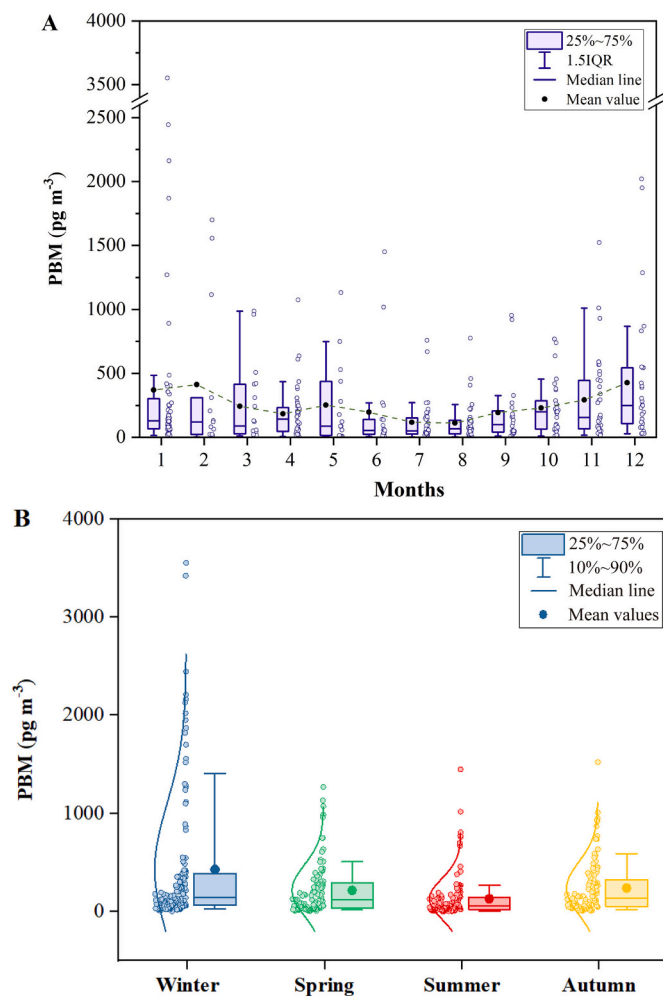 A
4000
3500
2500
2000
1500
1000
500
0
PBM (pg m⁻³)
25%~75%
1.5IQR
Median line
Mean value
1 2 3 4 5 6 7 8 9 10 11 12
Months
B
4000
3000
2000
1000
0
PBM (pg m⁻³)
25%~75%
10%~90%
Median line
Mean values
Winter Spring Summer Autumn